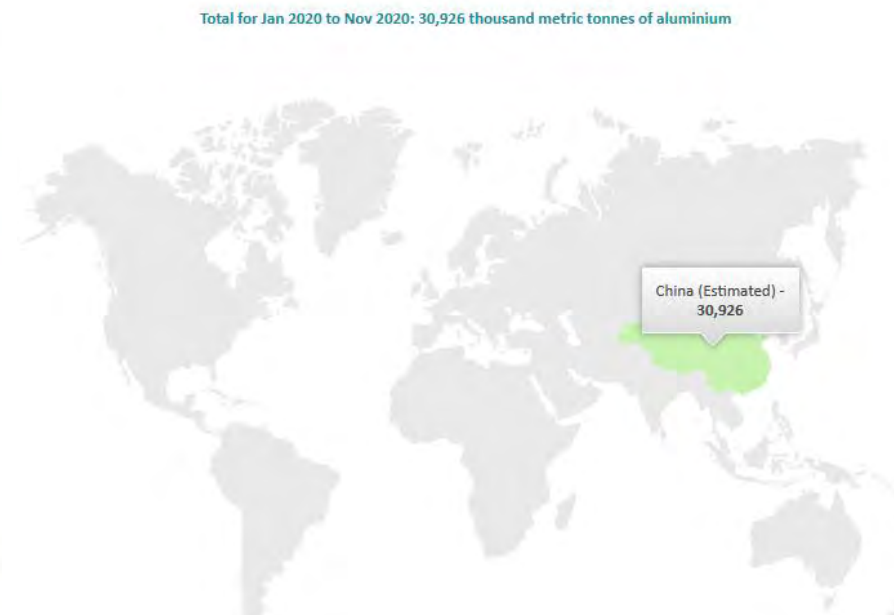 Total for Jan 2020 to Nov 2020: 30,926 thousand metric tonnes of aluminium
China (Estimated) -
30,926